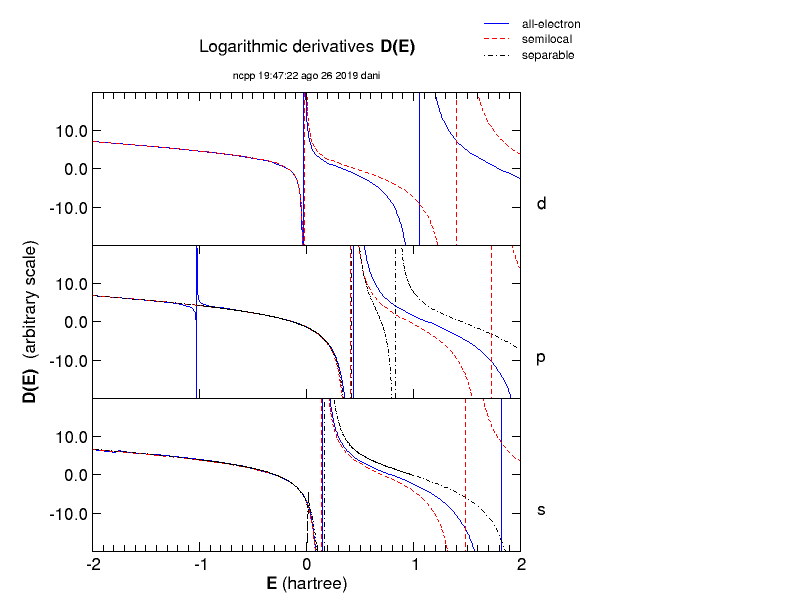 all-electron
semilocal
separable
Logarithmic derivatives D(E)
ncpp 19:47:22 ago 26 2019 dani
10.0
0.0
-10.0
d
10.0
0.0
-10.0
p
10.0
0.0
-10.0
s
D(E) (arbitrary scale)
-2 -1 0 1 2
E (hartree)